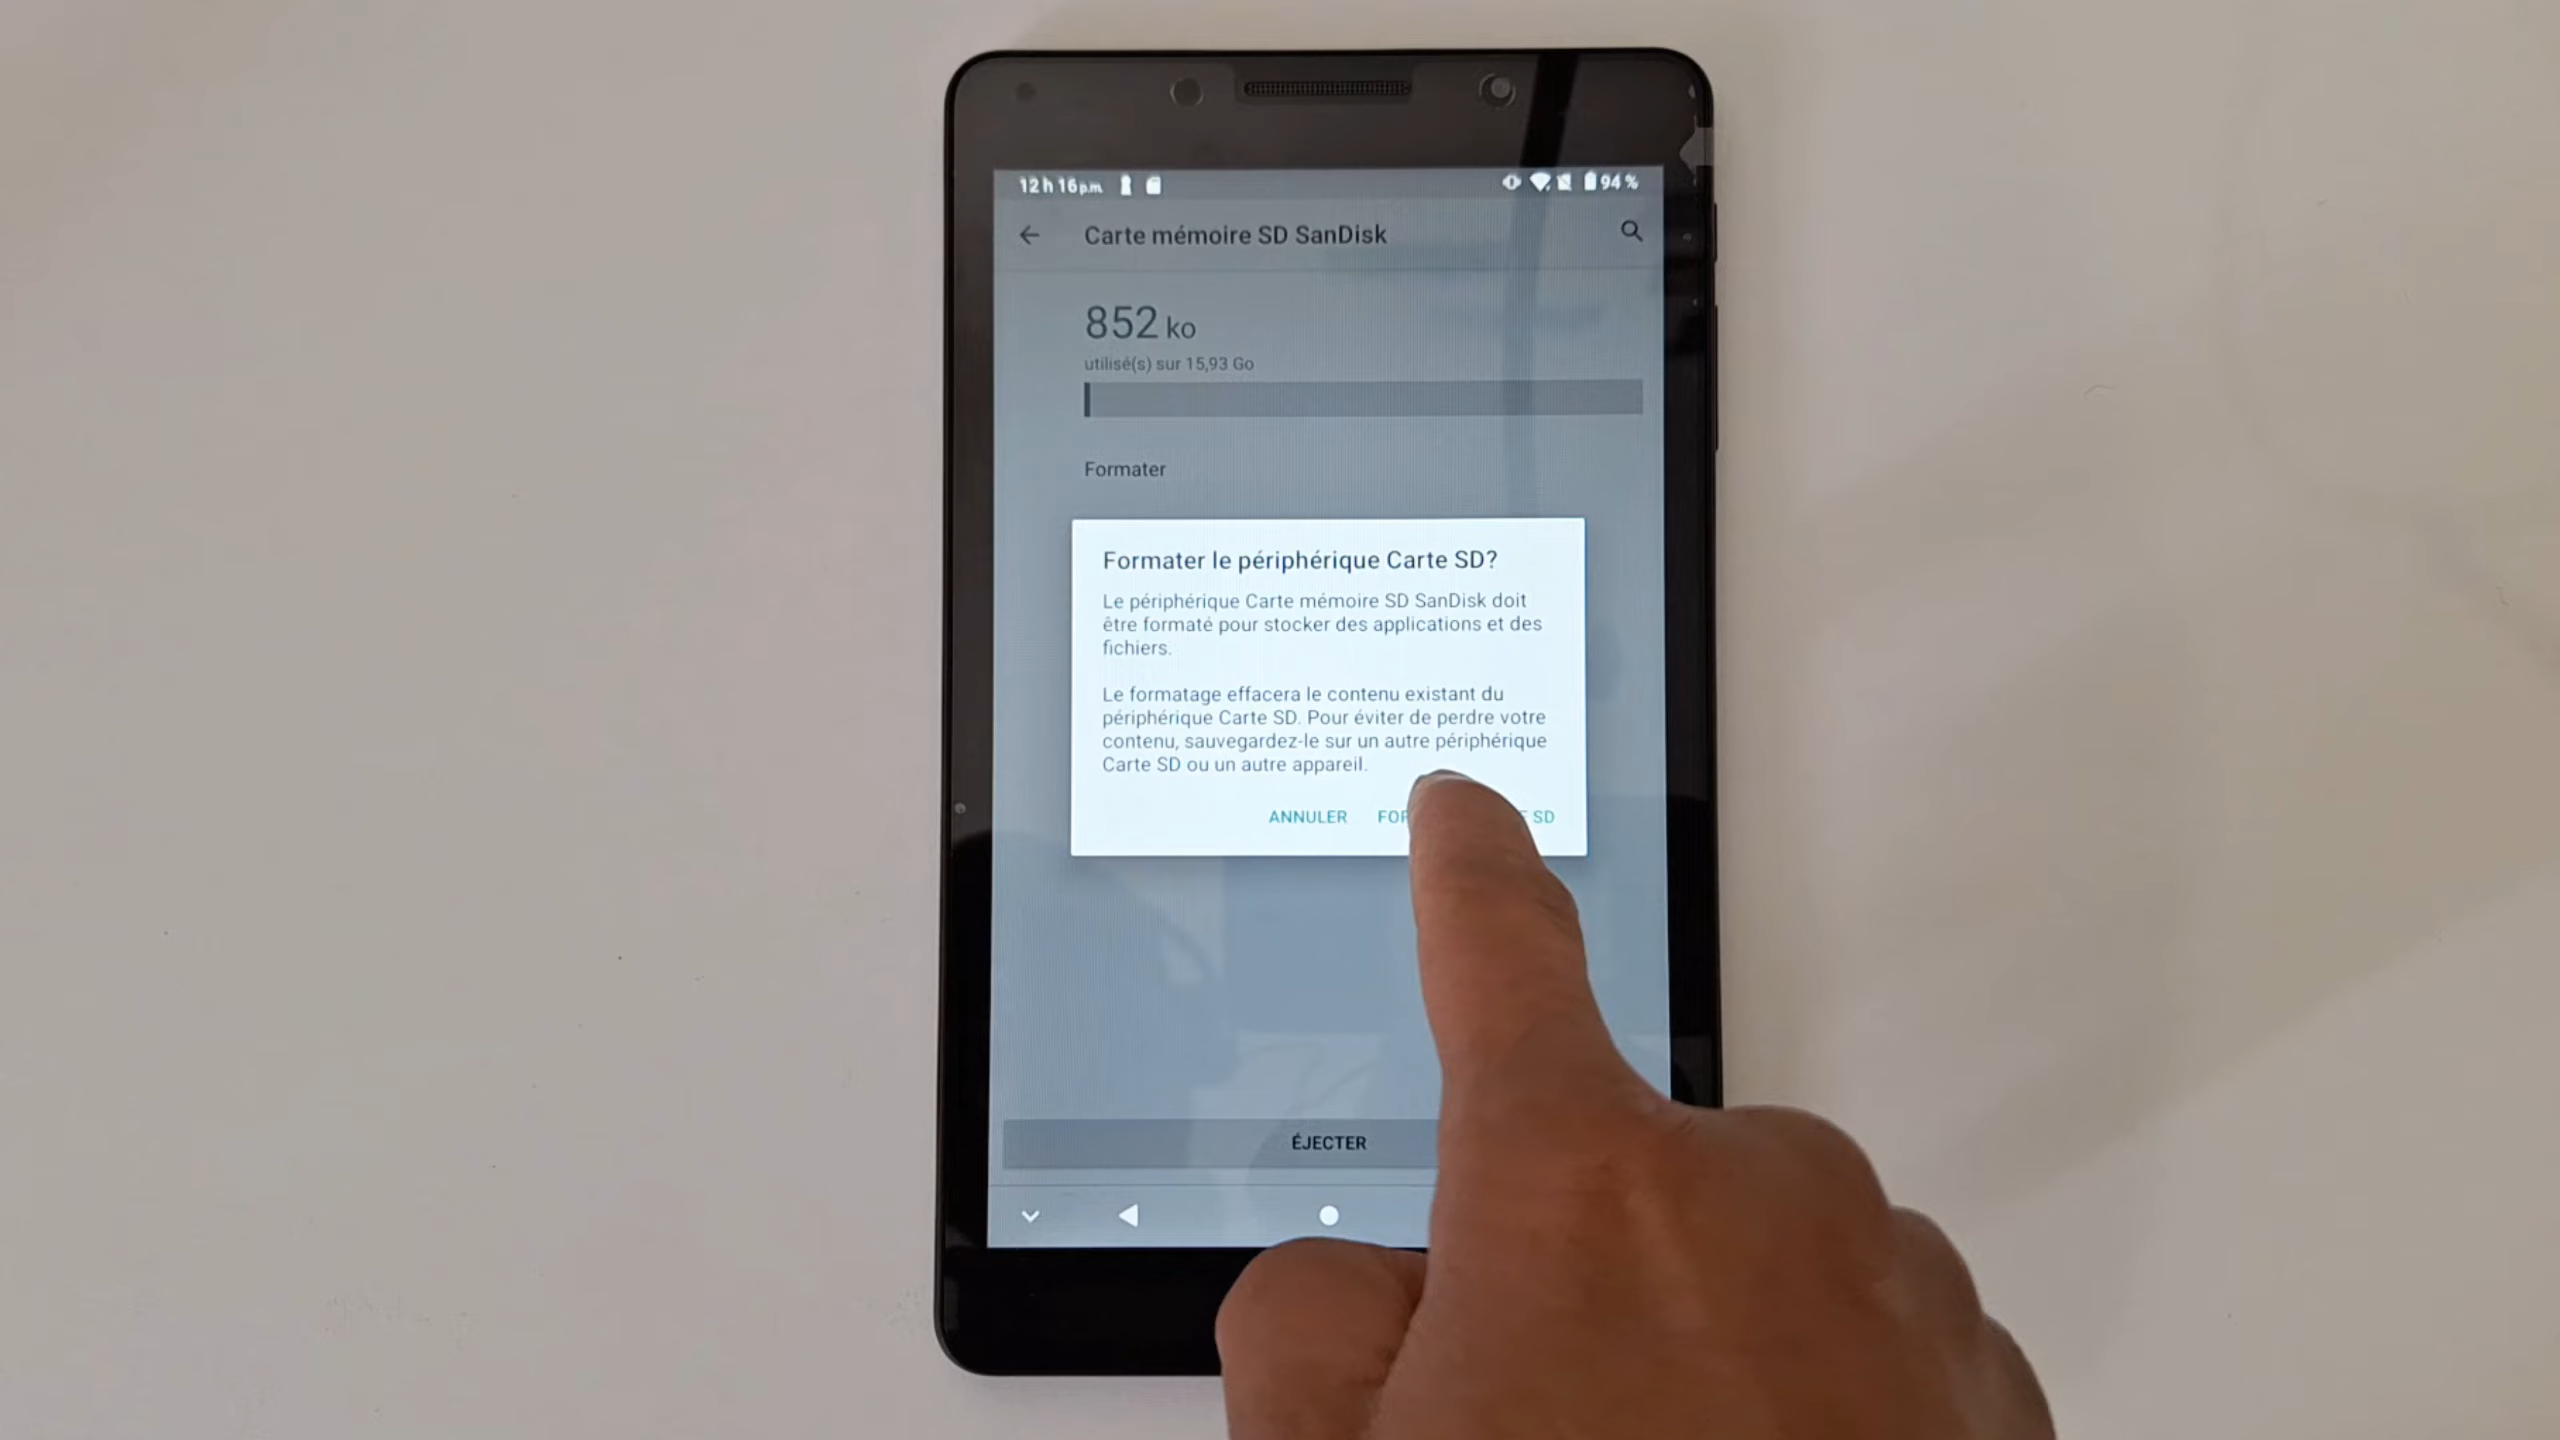 12 h 16 p.m. 94 %
Carte mémoire SD SanDisk
852 ko
utilisé(s) sur 15,93 Go
Formater
Formater le périphérique Carte SD?
Le périphérique Carte mémoire SD SanDisk doit
être formaté pour stocker des applications et des
fichiers.
Le formatage effacera le contenu existant du
périphérique Carte SD. Pour éviter de perdre votre
contenu, sauvegardez-le sur un autre périphérique
Carte SD ou un autre appareil.
ANNULER SD
ÉJECTER